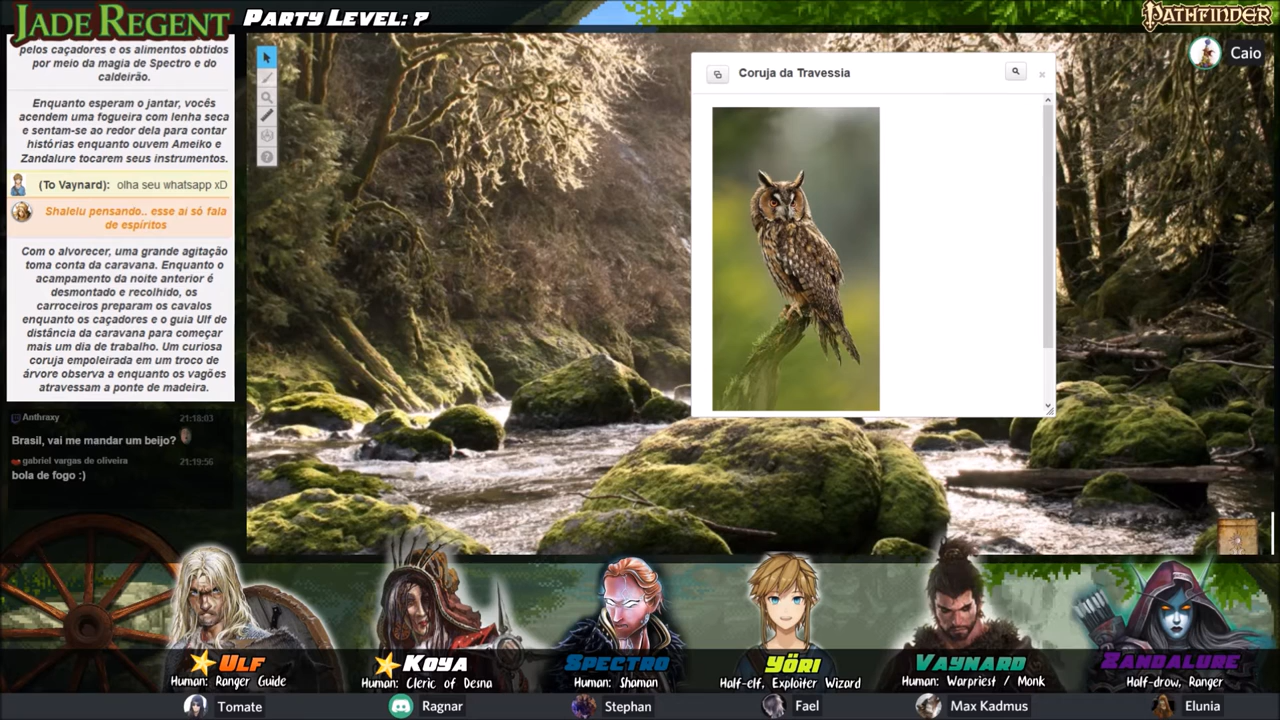 JADE REGENT
PARTY LEVEL: 7
PATHFINDER
Caio
pelos caçadores e os alimentos obtidos
por meio da magia de Spectro e do
caldeirão.
Enquanto esperam o jantar, vocês
acendem uma fogueira com lenha seca
e sentam-se ao redor dela para contar
histórias enquanto ouvem Ameiko e
Zandalure tocarem seus instrumentos.
(To Vaynard): olha seu whatsapp xD
Shalelu pensando.. esse ai só fala
de espíritos
Com o alvorecer, uma grande agitação
toma conta da caravana. Enquanto o
acampamento da noite anterior é
desmontado e recolhido, os
carroceiros preparam os cavalos
enquanto os caçadores e o guia Ulf de
distância da caravana para começar
mais um dia de trabalho. Um curiosa
coruja empoleirada em um troco de
árvore observa a enquanto os vagões
atravessam a ponte de madeira.
Anthraxy 21:18:03
Brasil, vai me mandar um beijo?
gabriel vargas de oliveira 21:19:56
bola de fogo :)
Coruja da Travessia
ULF
Human: Ranger Guide
KOYA
Human: Cleric of Desna
SPECTRO
Human: Shaman
YÖRI
Half-elf, Exploiter Wizard
VAYNARD
Human: Warpriest / Monk
ZANDALURE
Half-drow, Ranger
Tomate
Ragnar
Stephan
Fael
Max Kadmus
Elunia